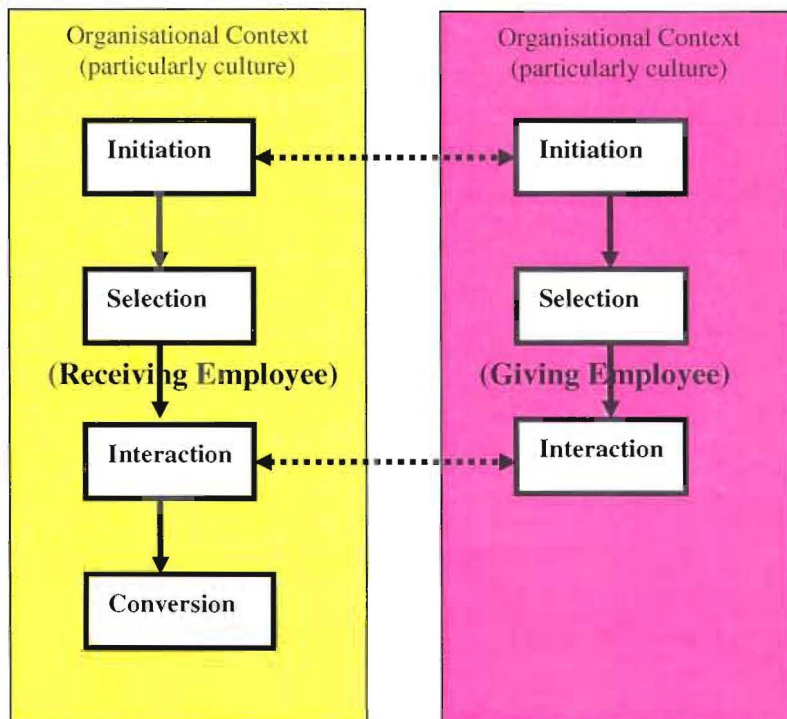 Organisational Context
(particularly culture)
Initiation
Selection
(Receiving Employee)
Interaction
Conversion
Organisational Context
(particularly culture)
Initiation
Selection
(Giving Employee)
Interaction